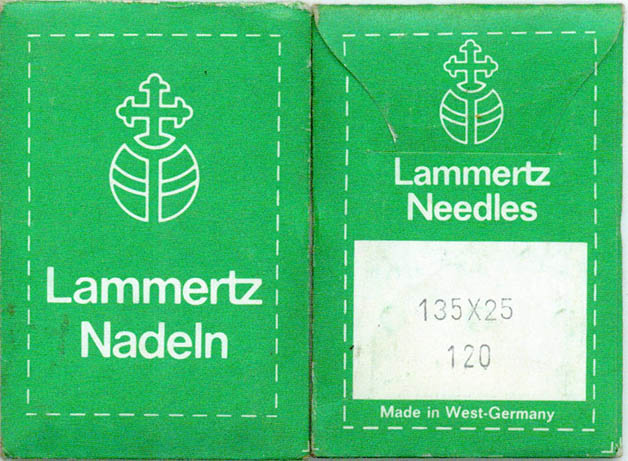 Lammertz
Nadeln
Lammertz
Needles
135X25
120
Made in West-Germany